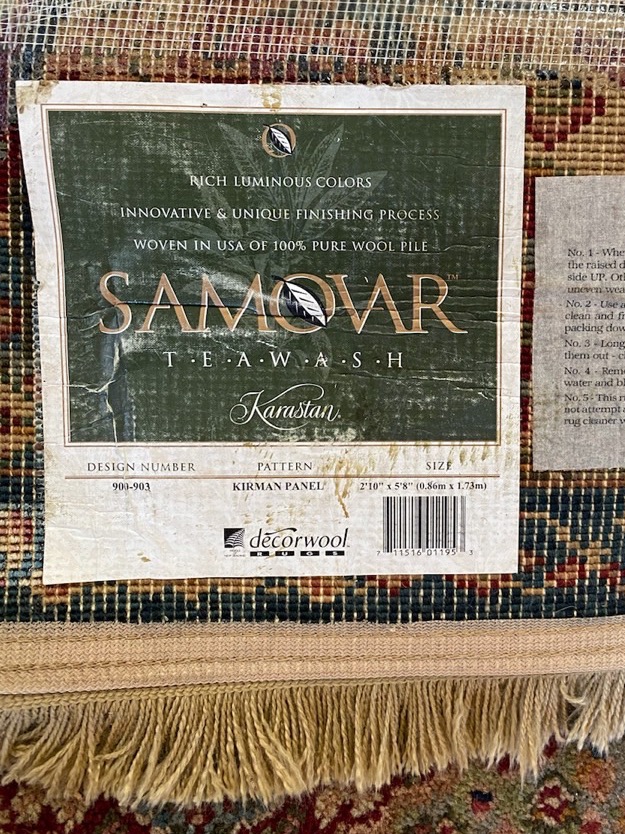 RICH LUMINOUS COLORS
INNOVATIVE & UNIQUE FINISHING PROCESS
WOVEN IN USA OF 100% PURE WOOL PILE
SAMOVAR™
T·E·A·W·A·S·H
Karastan.
DESIGN NUMBER PATTERN SIZE
900-903 KIRMAN PANEL 2'10" x 5'8" (0.86m x 1.73m)
décorwool
RUGS
7 11516 01195 3
No. 1 - Whe
the raised d
side UP. Oth
uneven wea
No. 2 - Use a
clean and fr
packing dow
No. 3 - Long
them out - c
No. 4 - Remo
water and bl
No. 5 - This r
not attempt a
rug cleaner w